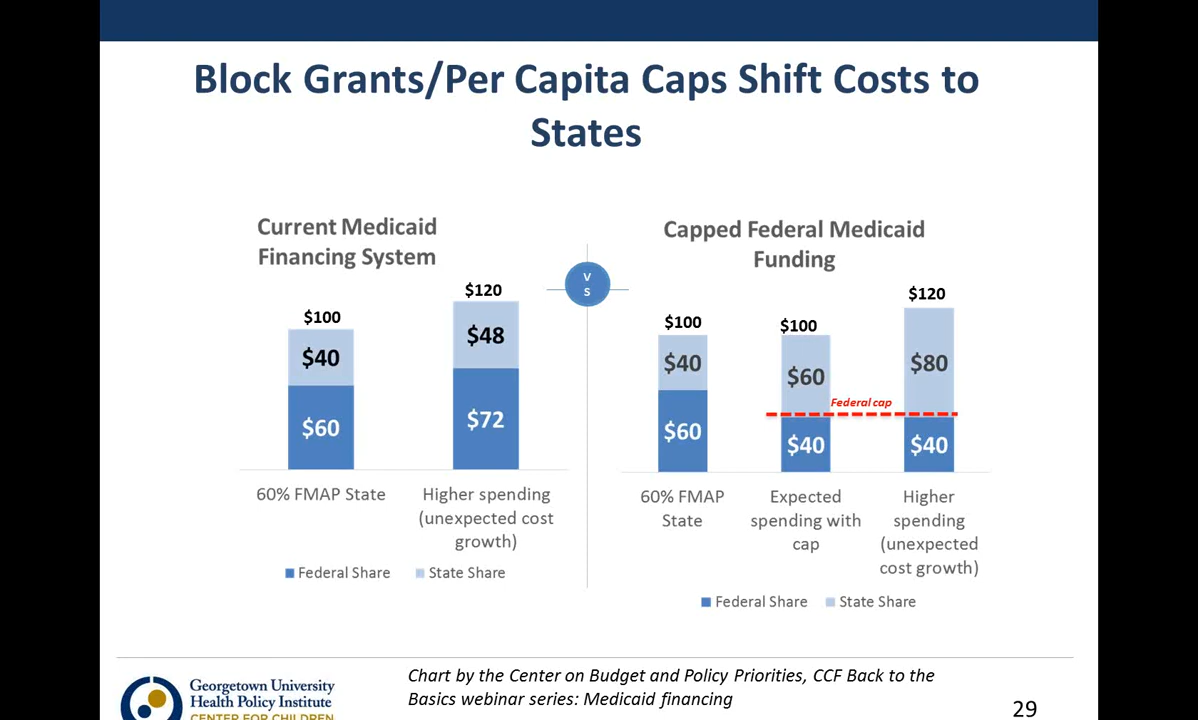 Block Grants/Per Capita Caps Shift Costs to
States
Current Medicaid
Financing System
$100
$40
$60
$120
$48
$72
60% FMAP State
Higher spending
(unexpected cost
growth)
Federal Share
State Share
V
S
Capped Federal Medicaid
Funding
$100
$40
$60
$100
$60
$40
Federal cap
$120
$80
$40
60% FMAP
State
Expected
spending with
cap
Higher
spending
(unexpected
cost growth)
Federal Share
State Share
Georgetown University
Health Policy Institute
CENTER FOR CHILDREN
Chart by the Center on Budget and Policy Priorities, CCF Back to the
Basics webinar series: Medicaid financing
29